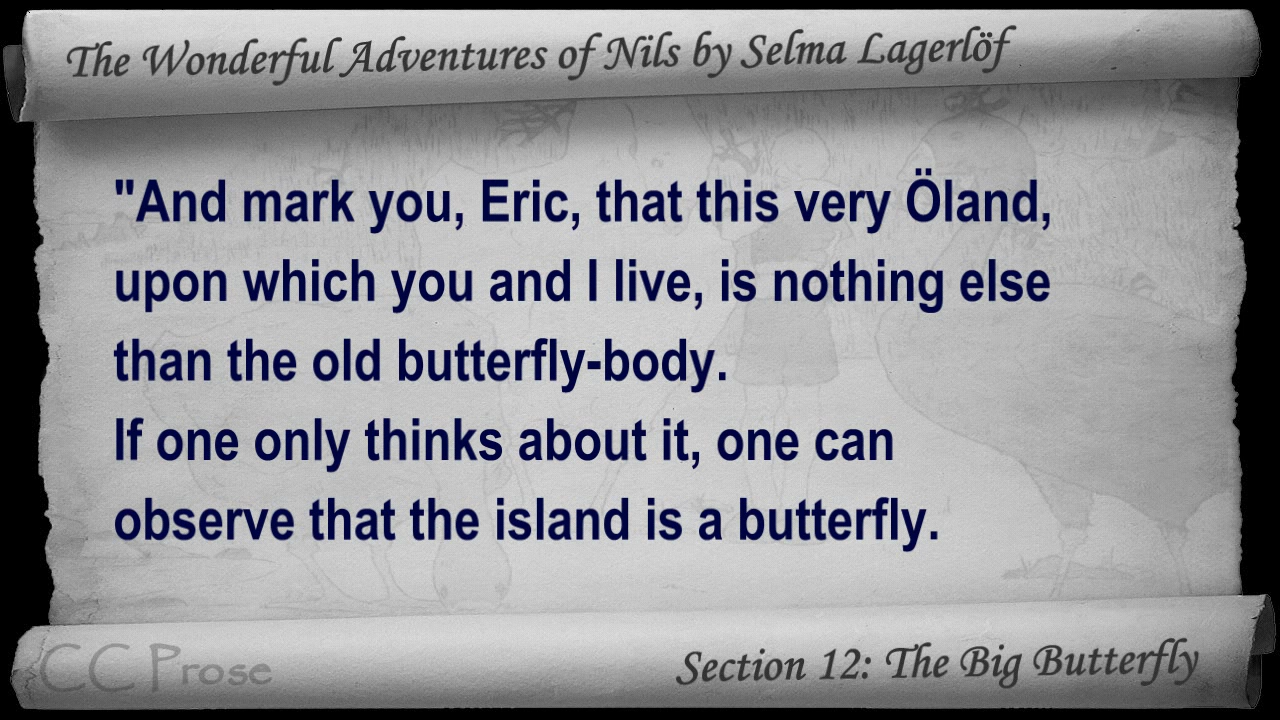 The Wonderful Adventures of Nils by Selma Lagerlöf
"And mark you, Eric, that this very Öland,
upon which you and I live, is nothing else
than the old butterfly-body.
If one only thinks about it, one can
observe that the island is a butterfly.
CC Prose
Section 12: The Big Butterfly